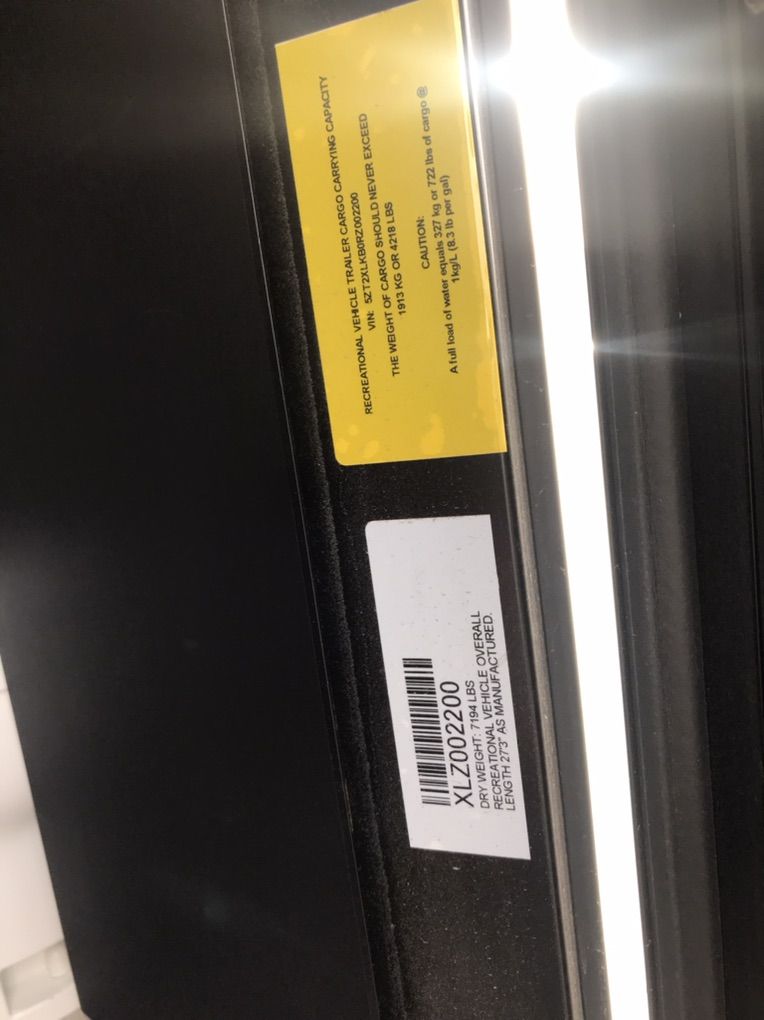 RECREATIONAL VEHICLE TRAILER CARGO CARRYING CAPACITY
VIN: 5ZT2XLKB0RZ002200
THE WEIGHT OF CARGO SHOULD NEVER EXCEED
1913 KG OR 4218 LBS
CAUTION:
A full load of water equals 327 kg or 722 lbs of cargo @
1kg/L (8.3 lb per gal)
XLZ002200
DRY WEIGHT: 7194 LBS
RECREATIONAL VEHICLE OVERALL
LENGTH 27'3" AS MANUFACTURED.